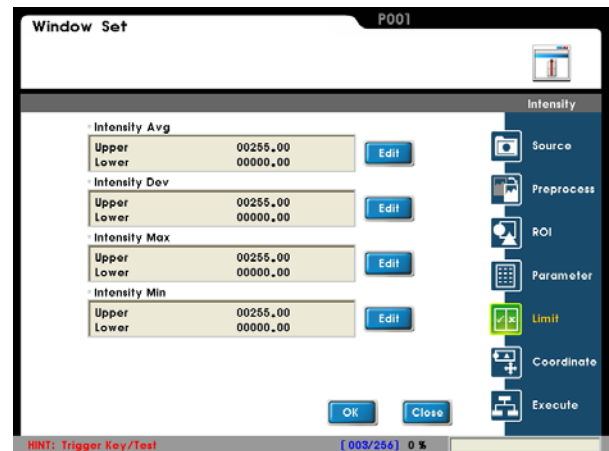 Window Set
P001
Intensity
Intensity Avg
Upper 00255.00
Lower 00000.00
Edit
Intensity Dev
Upper 00255.00
Lower 00000.00
Edit
Intensity Max
Upper 00255.00
Lower 00000.00
Edit
Intensity Min
Upper 00255.00
Lower 00000.00
Edit
Source
Preprocess
ROI
Parameter
Limit
Coordinate
Execute
OK Close
HINT: Trigger Key/Test [003/256] 0 %